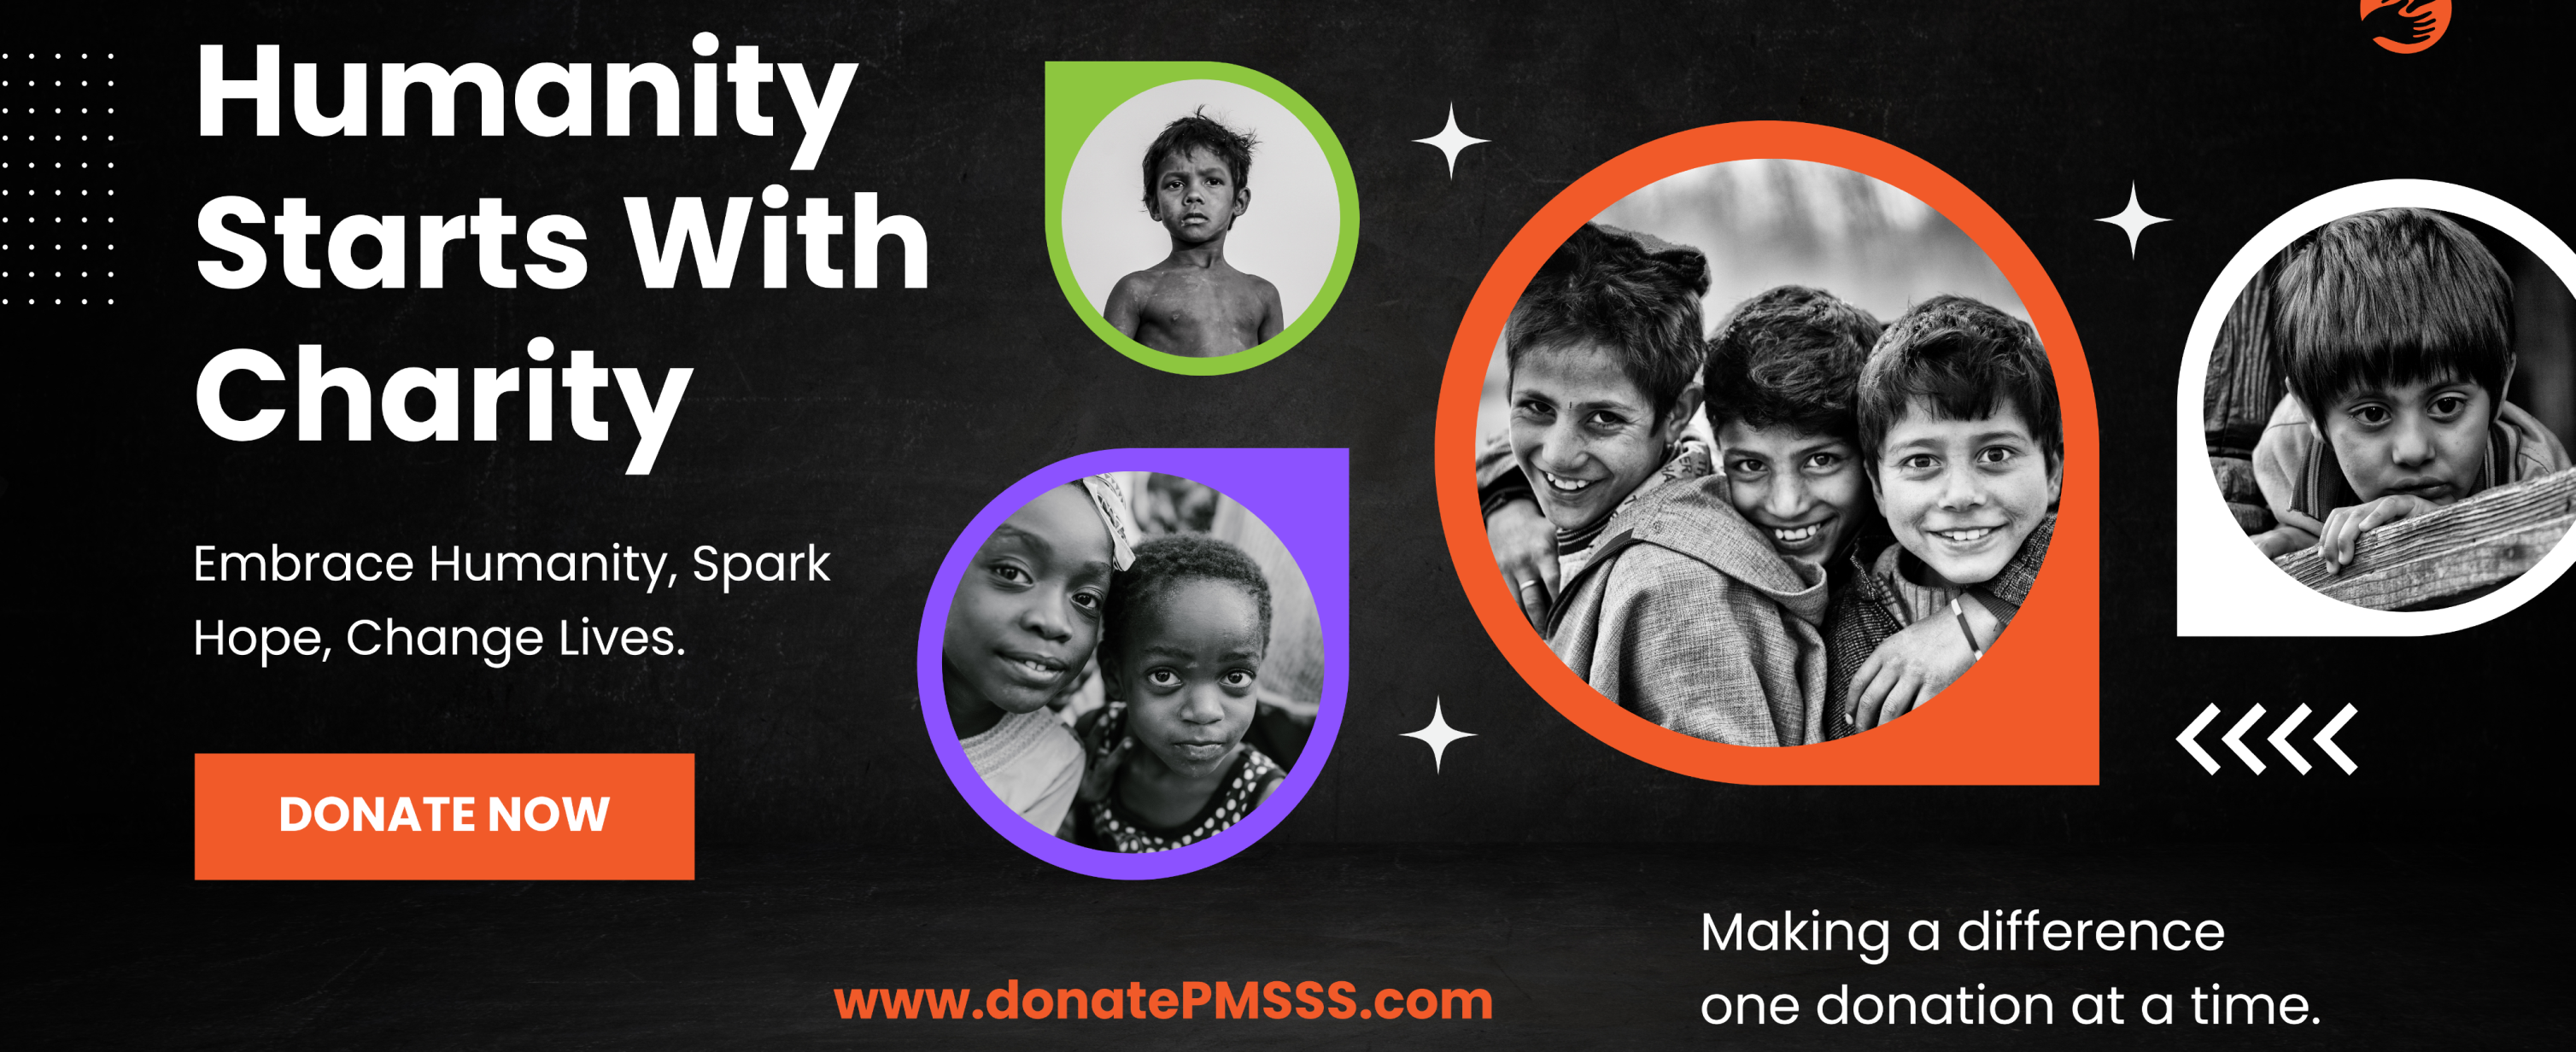 Humanity
Starts With
Charity
Embrace Humanity, Spark
Hope, Change Lives.
DONATE NOW
www.donatePMSSS.com
Making a difference
one donation at a time.